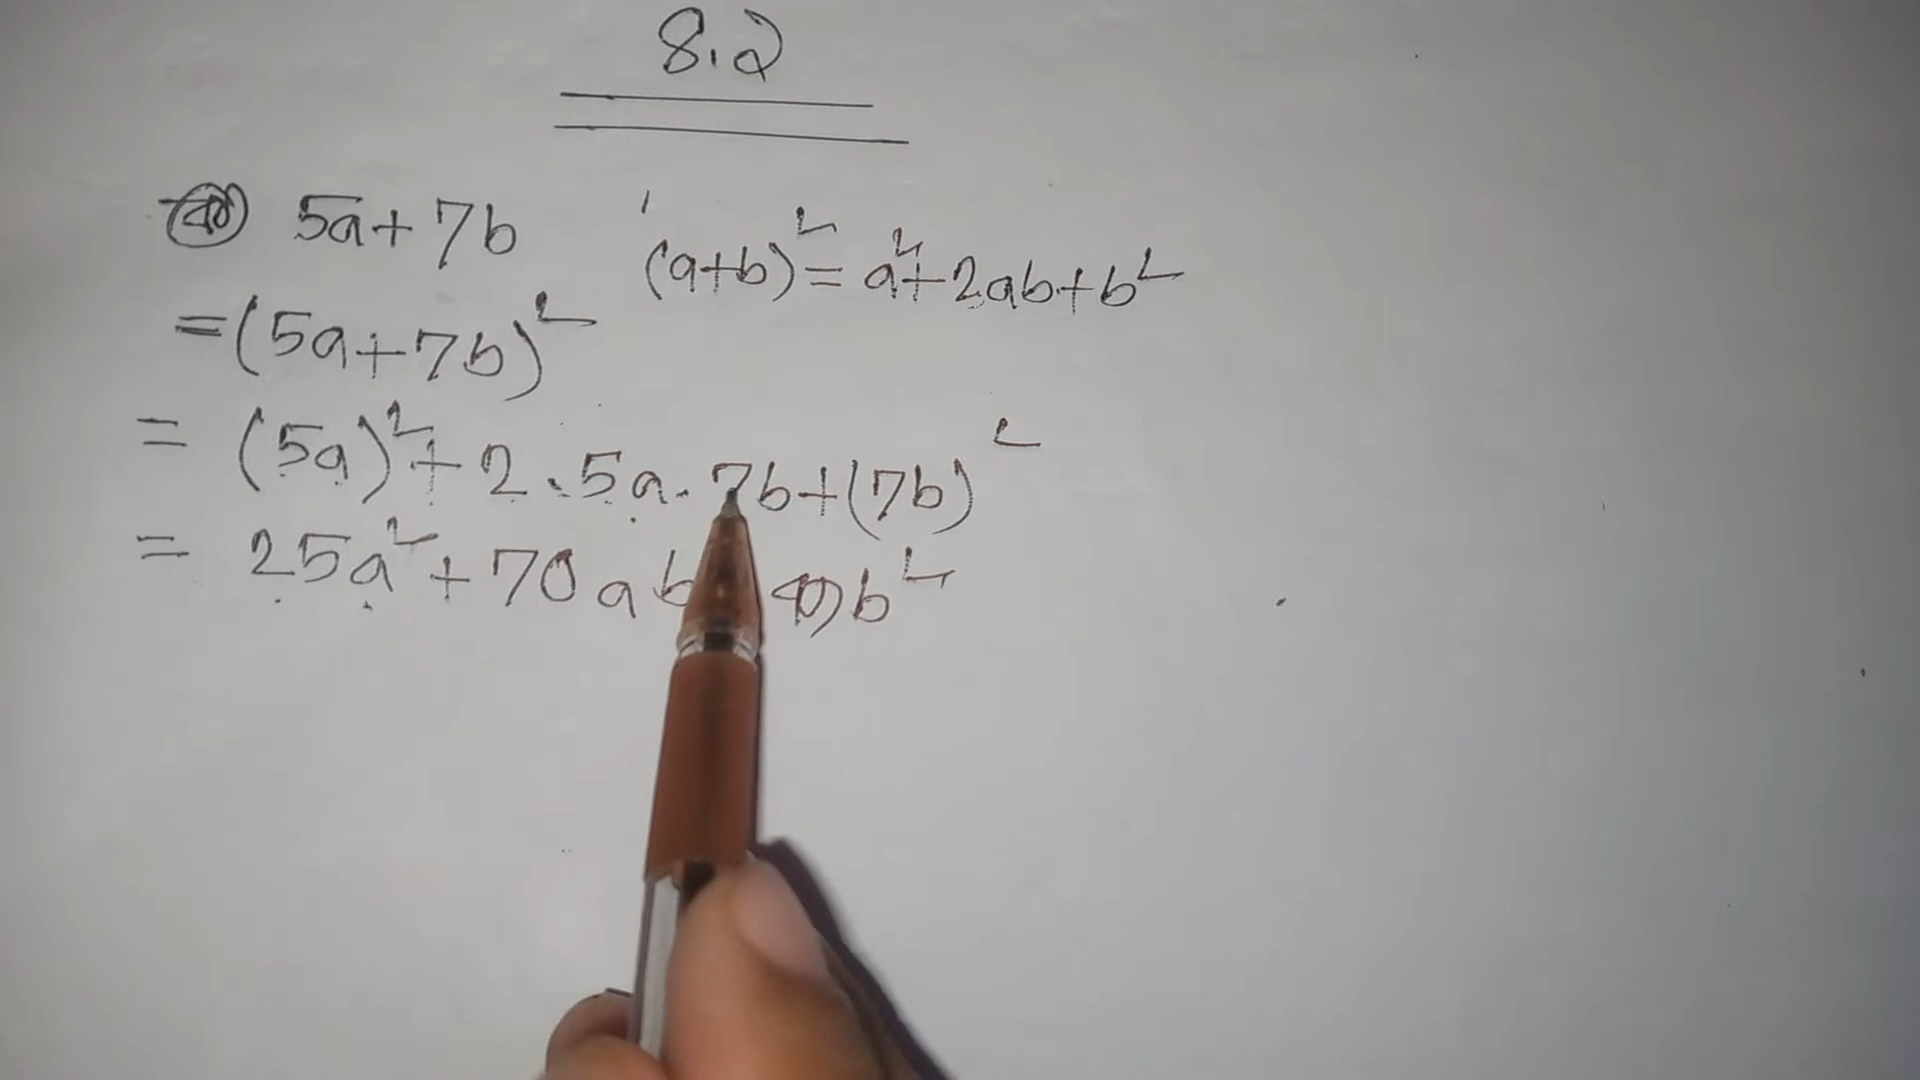 8.2
ক 5a+7b
(a+b)²=a²+2ab+b²
=(5a+7b)²
= (5a)²+2.5a.7b+(7b)²
= 25a²+70ab b²